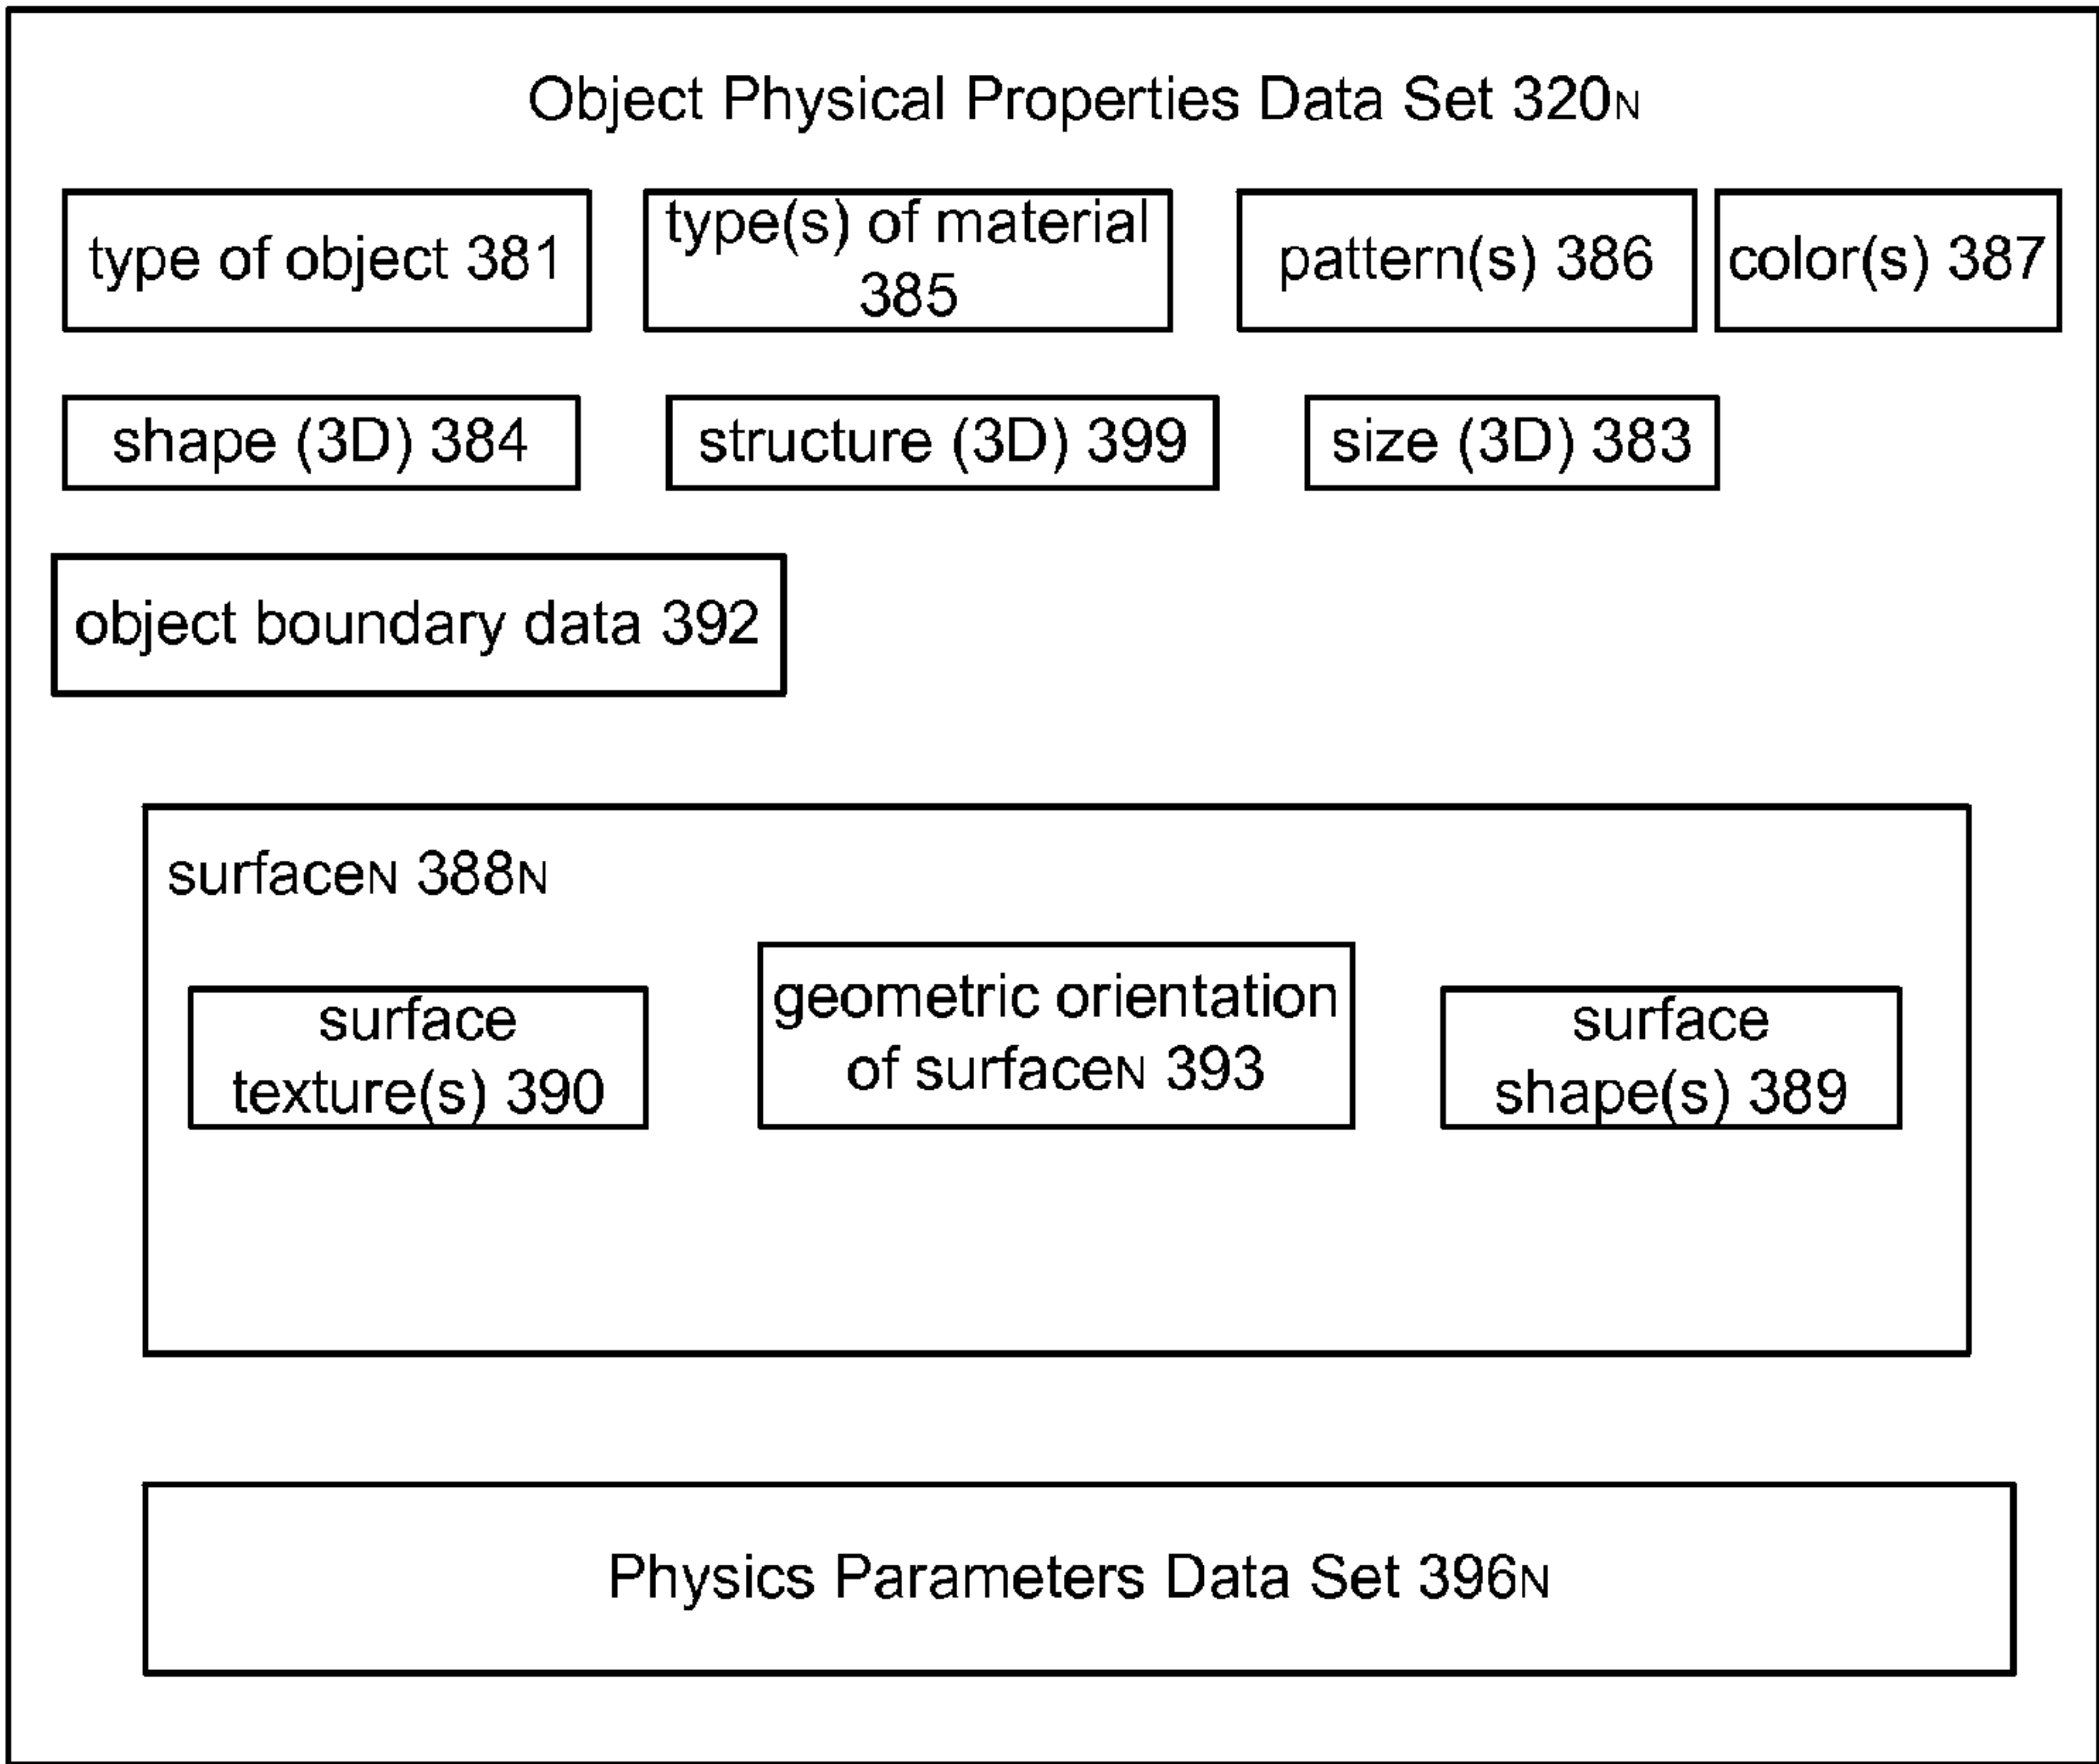 Object Physical Properties Data Set 320N
type of object 381
type(s) of material
385
pattern(s) 386
color(s) 387
shape (3D) 384
structure (3D) 399
size (3D) 383
object boundary data 392
surfaceN 388N
surface
texture(s) 390
geometric orientation
of surfaceN 393
surface
shape(s) 389
Physics Parameters Data Set 396N